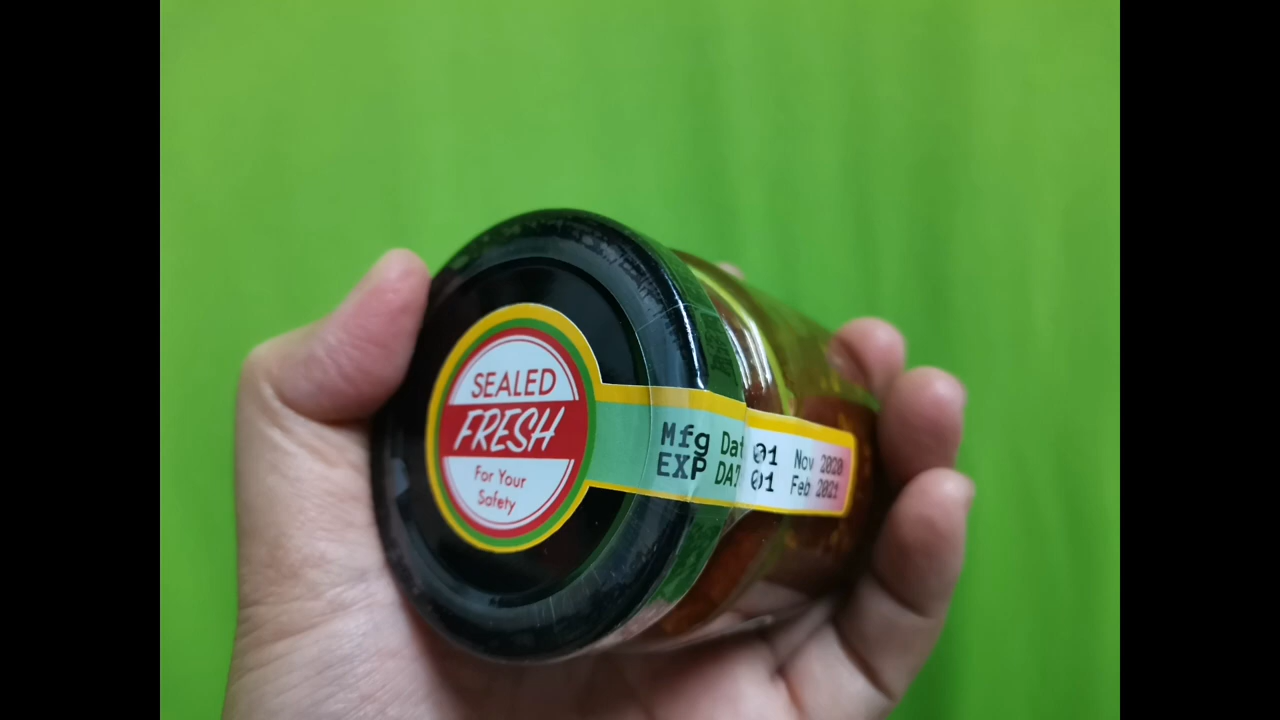 SEALED
FRESH
For Your
Safety
Mfg Dat 01 Nov 2020
EXP DAT 01 Feb 2021